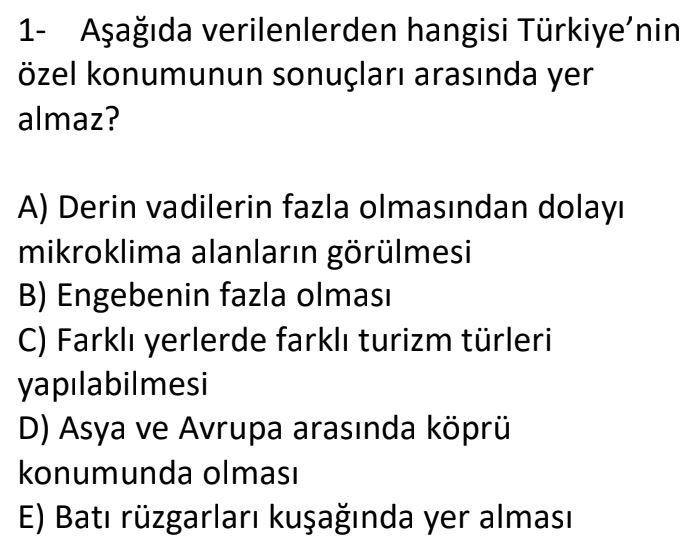 1- Aşağıda verilenlerden hangisi Türkiye’nin
özel konumunun sonuçları arasında yer
almaz?
A) Derin vadilerin fazla olmasından dolayı
mikroklima alanların görülmesi
B) Engebenin fazla olması
C) Farklı yerlerde farklı turizm türleri
yapılabilmesi
D) Asya ve Avrupa arasında köprü
konumunda olması
E) Batı rüzgarları kuşağında yer alması